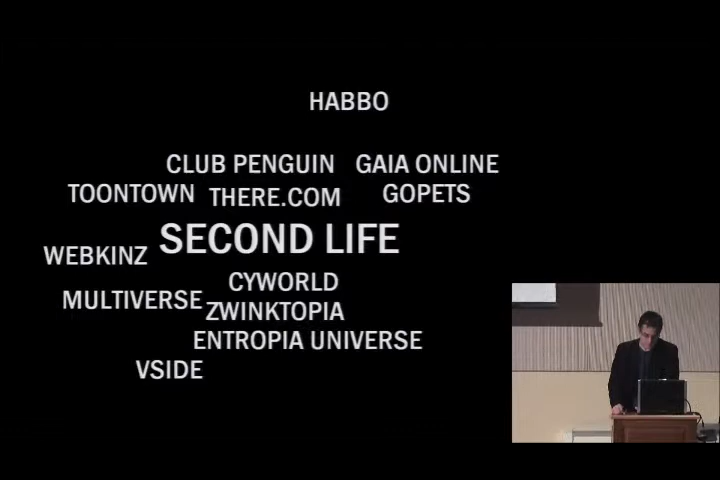 HABBO
CLUB PENGUIN GAIA ONLINE
TOONTOWN THERE.COM GOPETS
SECOND LIFE
WEBKINZ
CYWORLD
MULTIVERSE
ZWINKTOPIA
ENTROPIA UNIVERSE
VSIDE